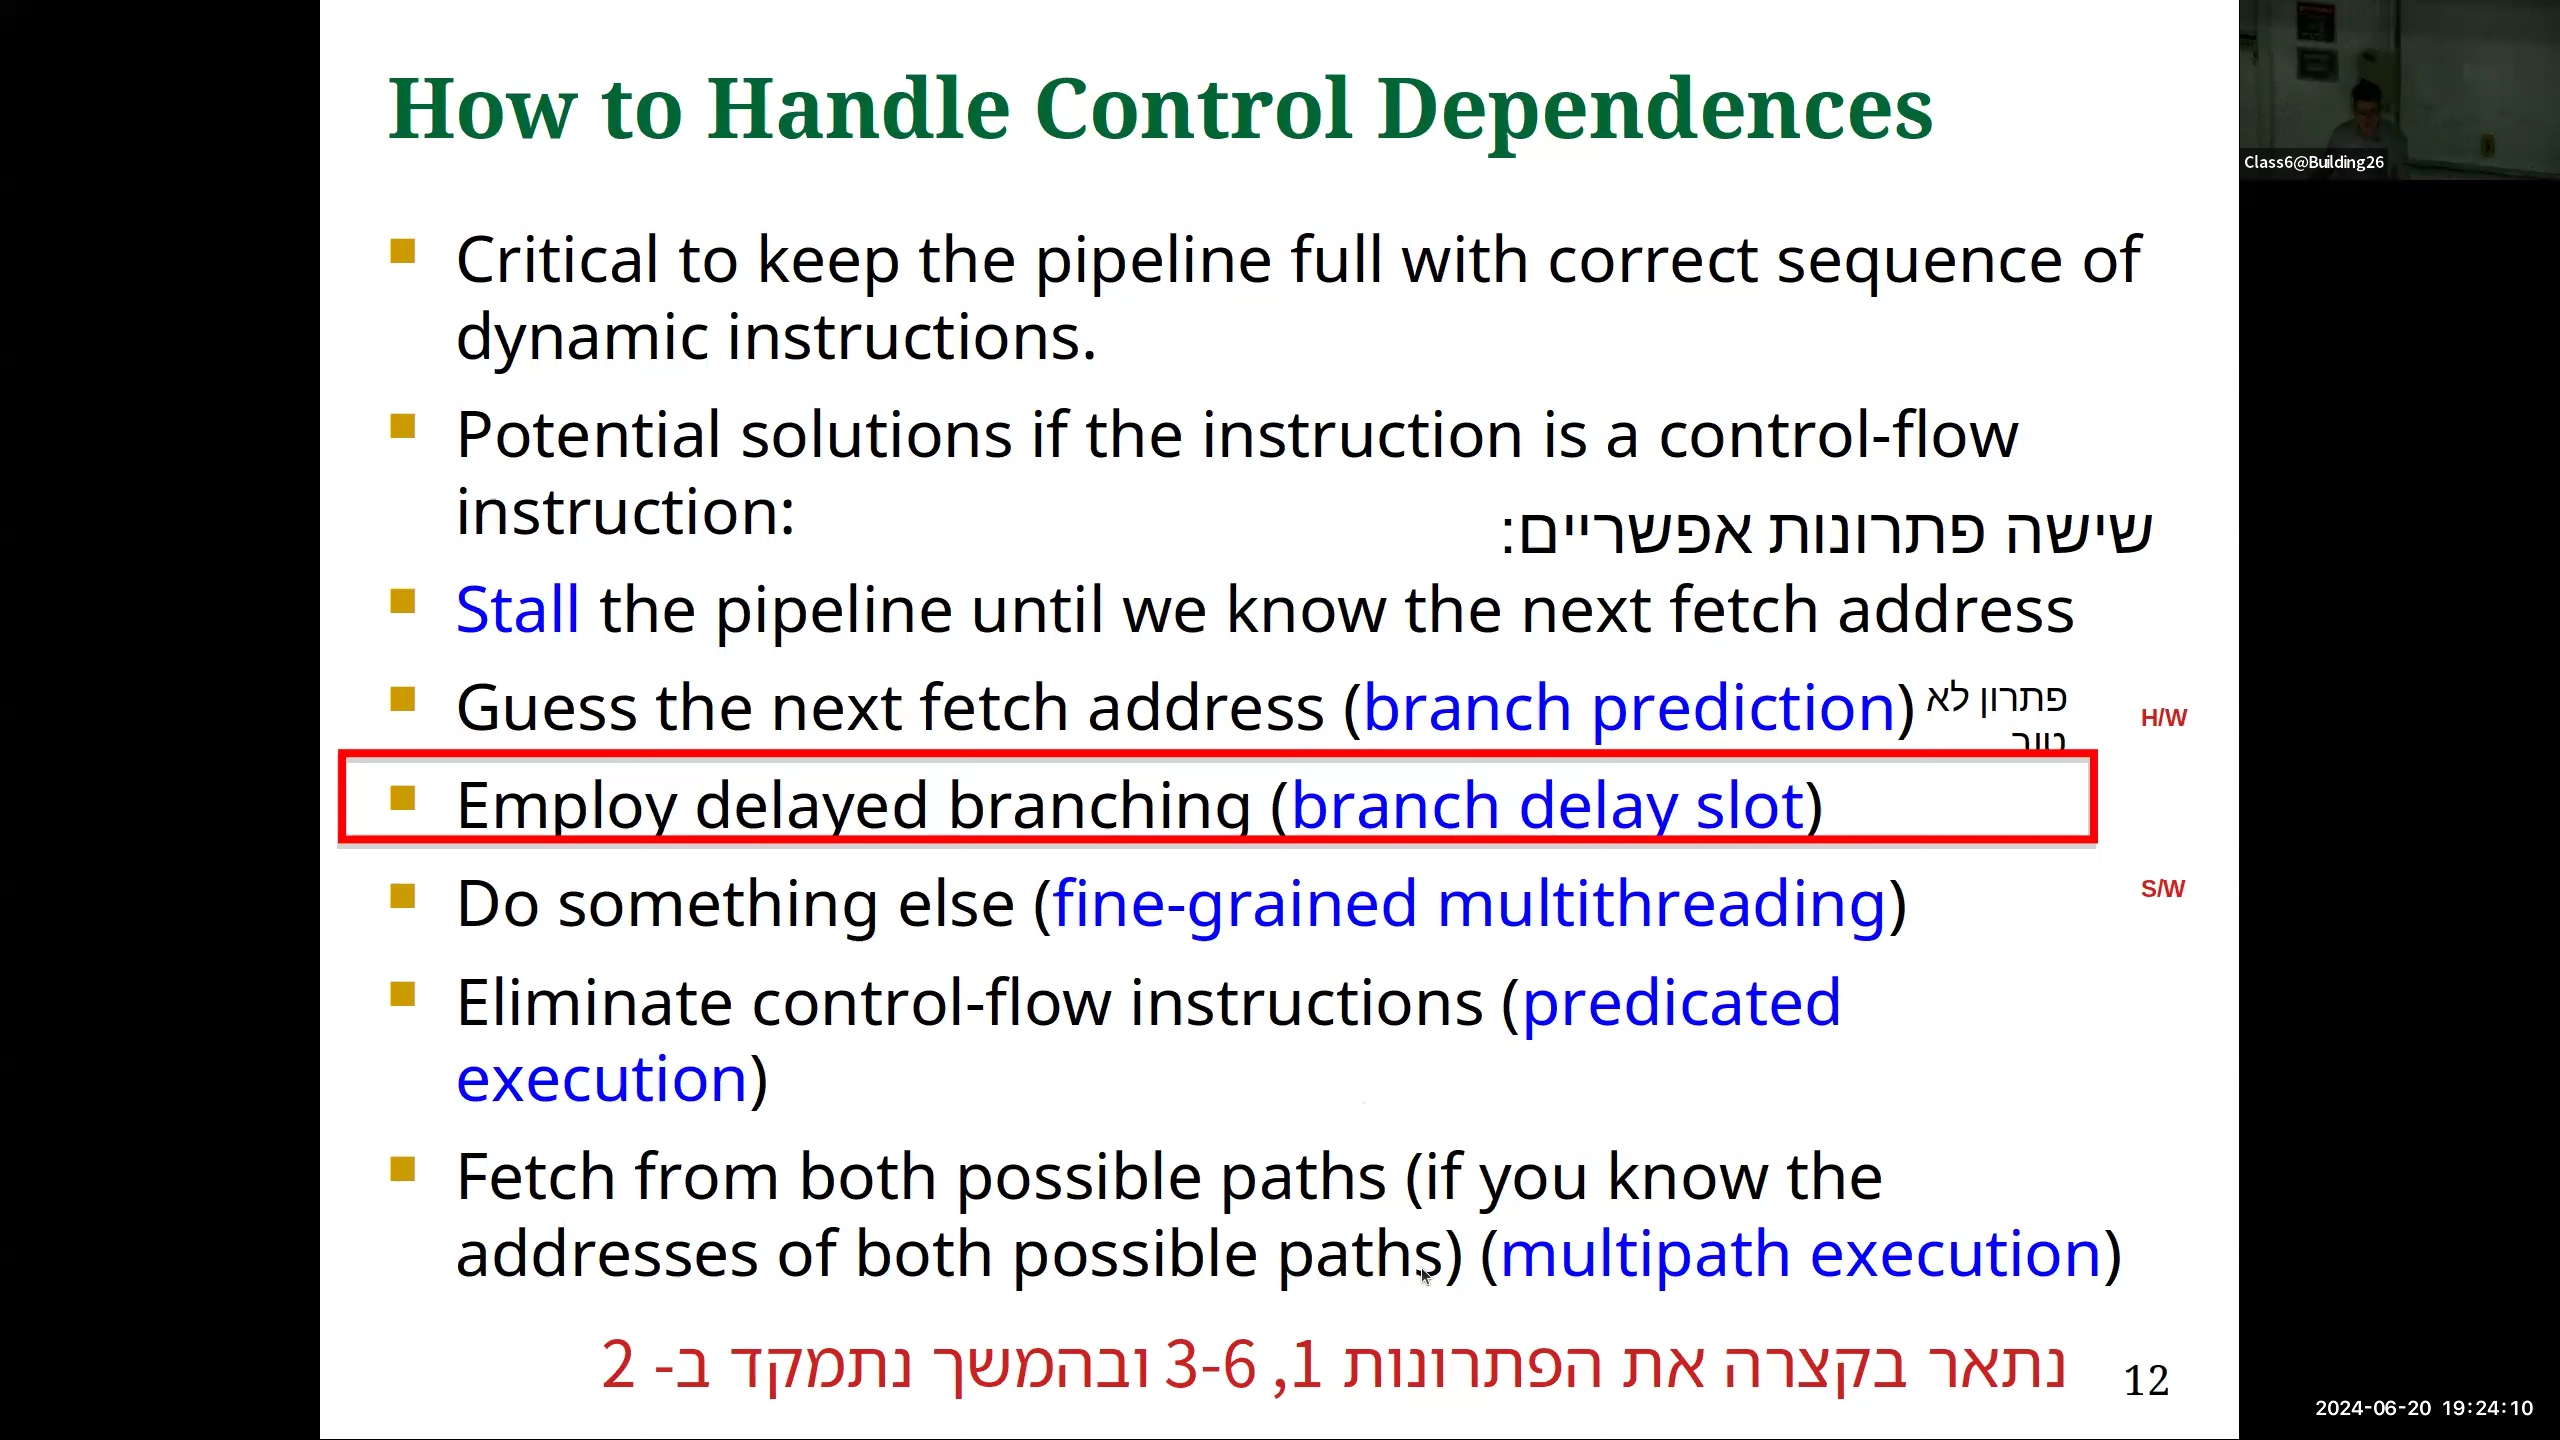 How to Handle Control Dependences
Class6@Building26
Critical to keep the pipeline full with correct sequence of
dynamic instructions.
Potential solutions if the instruction is a control-flow
instruction:
שישה פתרונות אפשריים:
Stall the pipeline until we know the next fetch address
Guess the next fetch address (branch prediction)
פתרון לא
טוב
H/W
Employ delayed branching (branch delay slot)
Do something else (fine-grained multithreading)
S/W
Eliminate control-flow instructions (predicated
execution)
Fetch from both possible paths (if you know the
addresses of both possible paths) (multipath execution)
נתאר בקצרה את הפתרונות 1, 3-6 ובהמשך נתמקד ב- 2
12
2024-06-20 19:24:10